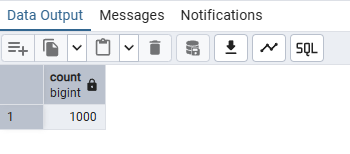 Data Output Messages Notifications
SQL
count
bigint
1 1000